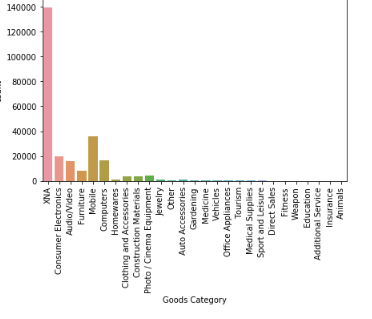 140000
120000
100000
80000
60000
40000
20000
0
XNA
Consumer Electronics
Audio/Video
Furniture
Mobile
Computers
Homewares
Clothing and Accessories
Construction Materials
Photo / Cinema Equipment
Jewelry
Other
Auto Accessories
Gardening
Medicine
Vehicles
Office Appliances
Tourism
Medical Supplies
Sport and Leisure
Direct Sales
Fitness
Weapon
Education
Additional Service
Insurance
Animals
Goods Category